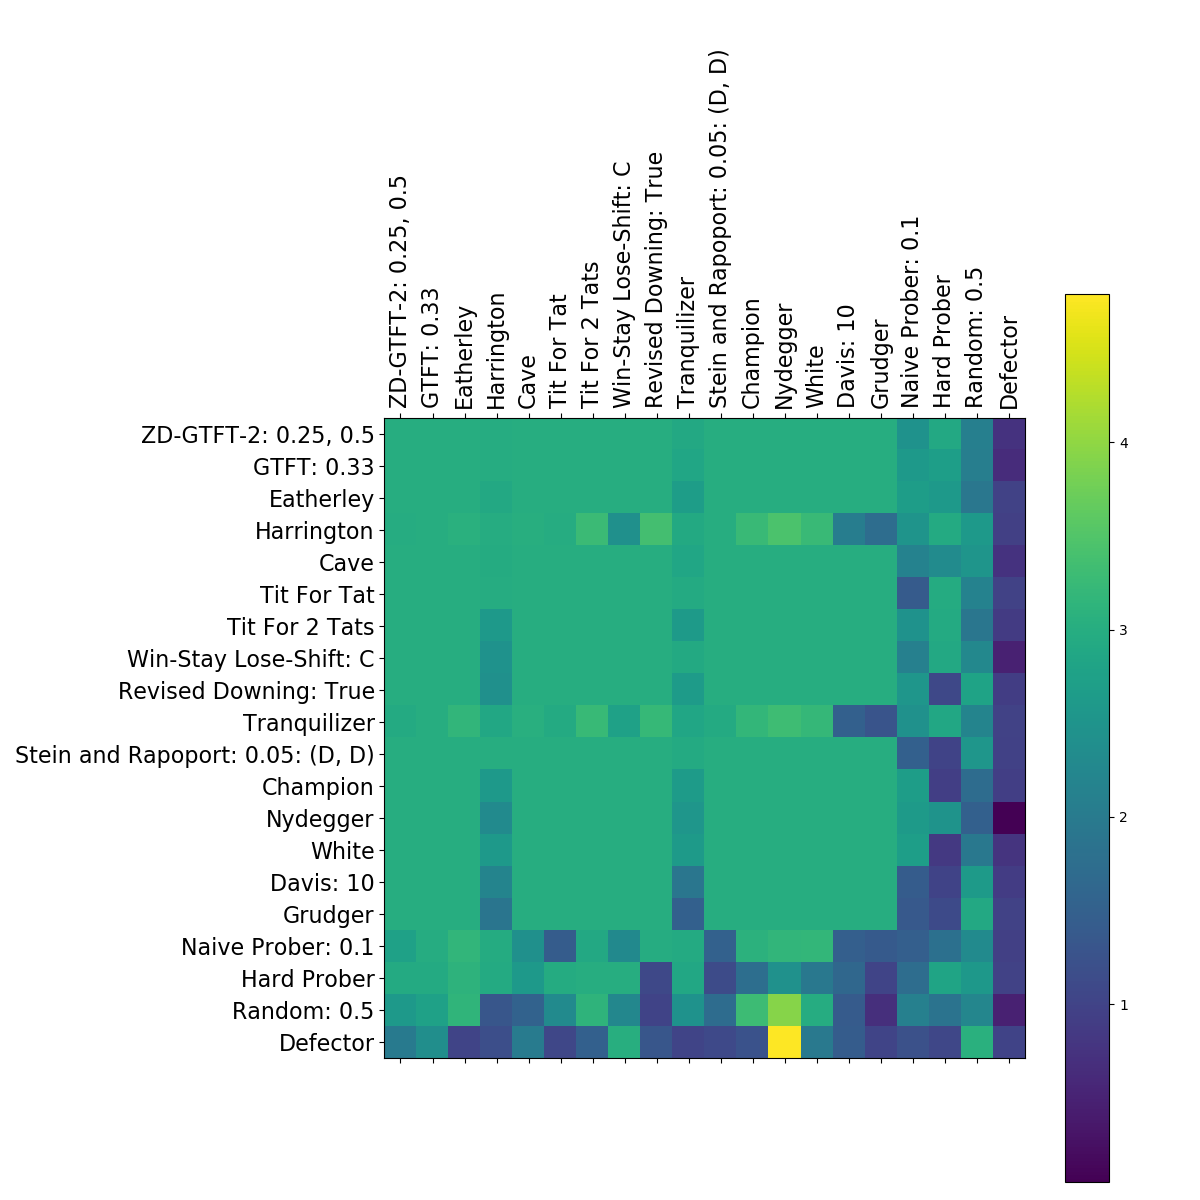 ZD-GTFT-2: 0.25, 0.5
GTFT: 0.33
Eatherley
Harrington
Cave
Tit For Tat
Tit For 2 Tats
Win-Stay Lose-Shift: C
Revised Downing: True
Tranquilizer
Stein and Rapoport: 0.05: (D, D)
Champion
Nydegger
White
Davis: 10
Grudger
Naive Prober: 0.1
Hard Prober
Random: 0.5
Defector
ZD-GTFT-2: 0.25, 0.5
GTFT: 0.33
Eatherley
Harrington
Cave
Tit For Tat
Tit For 2 Tats
Win-Stay Lose-Shift: C
Revised Downing: True
Tranquilizer
Stein and Rapoport: 0.05: (D, D)
Champion
Nydegger
White
Davis: 10
Grudger
Naive Prober: 0.1
Hard Prober
Random: 0.5
Defector
4
3
2
1